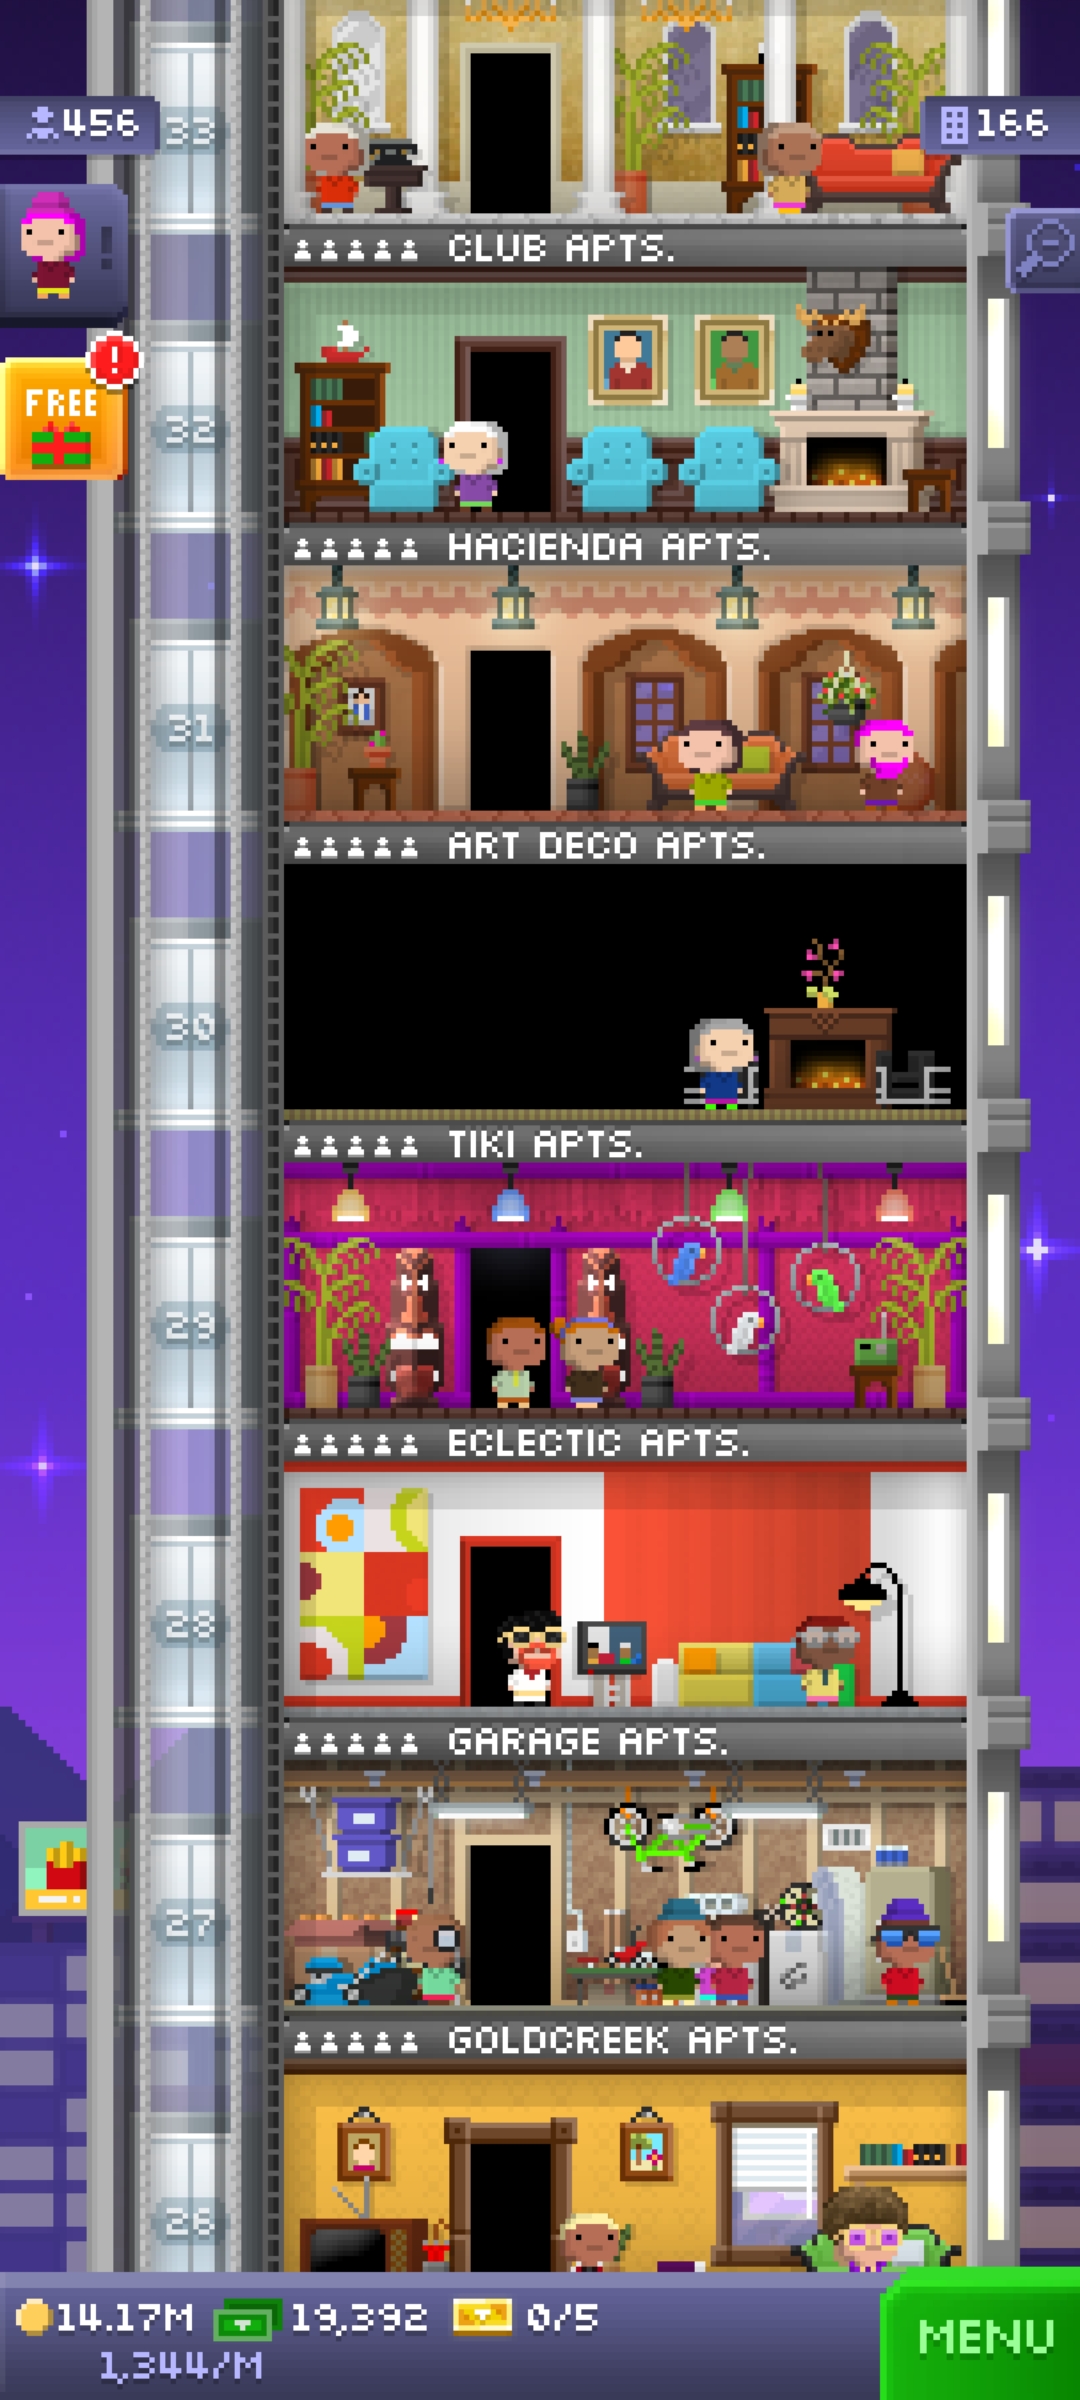 456
33
166
!
CLUB APTS.
!
FREE
32
HACIENDA APTS.
31
ART DECO APTS.
30
TIKI APTS.
29
ECLECTIC APTS.
28
GARAGE APTS.
27
GOLDCREEK APTS.
26
14.17M 19,392 0/5
1,344/M
MENU